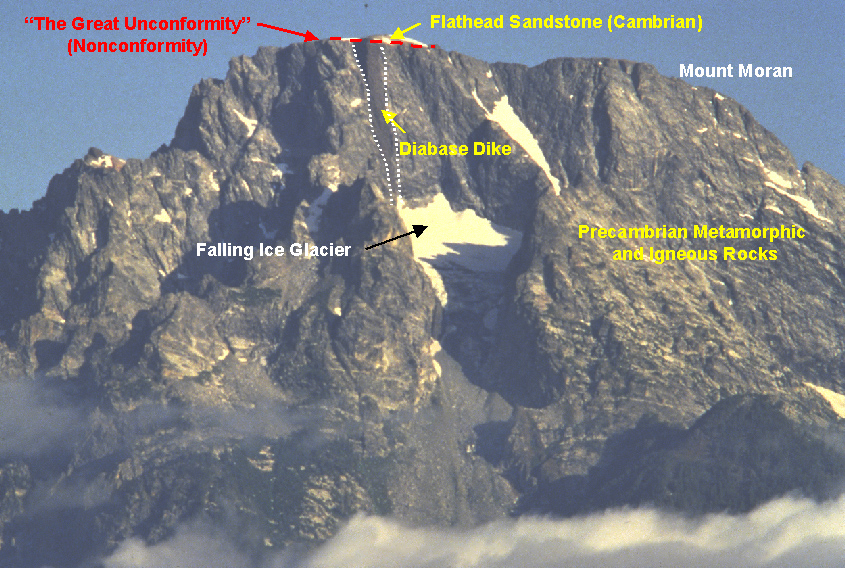 “The Great Unconformity”
(Nonconformity)
Flathead Sandstone (Cambrian)
Mount Moran
Diabase Dike
Falling Ice Glacier
Precambrian Metamorphic
and Igneous Rocks